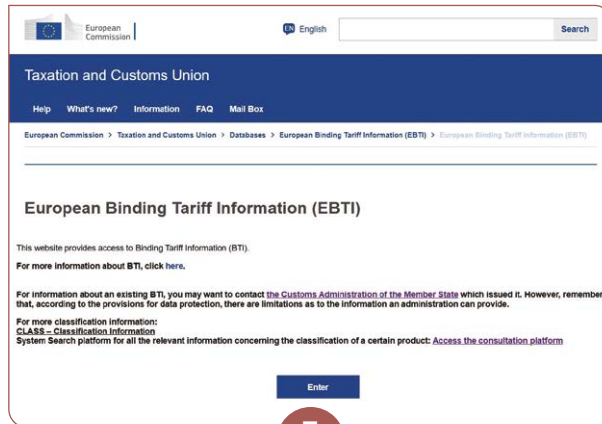 European
Commission
EN English
Search
Taxation and Customs Union
Help What's new? Information FAQ Mail Box
European Commission > Taxation and Customs Union > Databases > European Binding Tariff Information (EBTI) > European Binding Tariff Information (EBTI)
European Binding Tariff Information (EBTI)
This website provides access to Binding Tariff Information (BTI).
For more information about BTI, click here.
For information about an existing BTI, you may want to contact the Customs Administration of the Member State which issued it. However, remember
that, according to the provisions for data protection, there are limitations as to the information an administration can provide.
For more classification information:
CLASS – Classification Information
System Search platform for all the relevant information concerning the classification of a certain product: Access the consultation platform
Enter